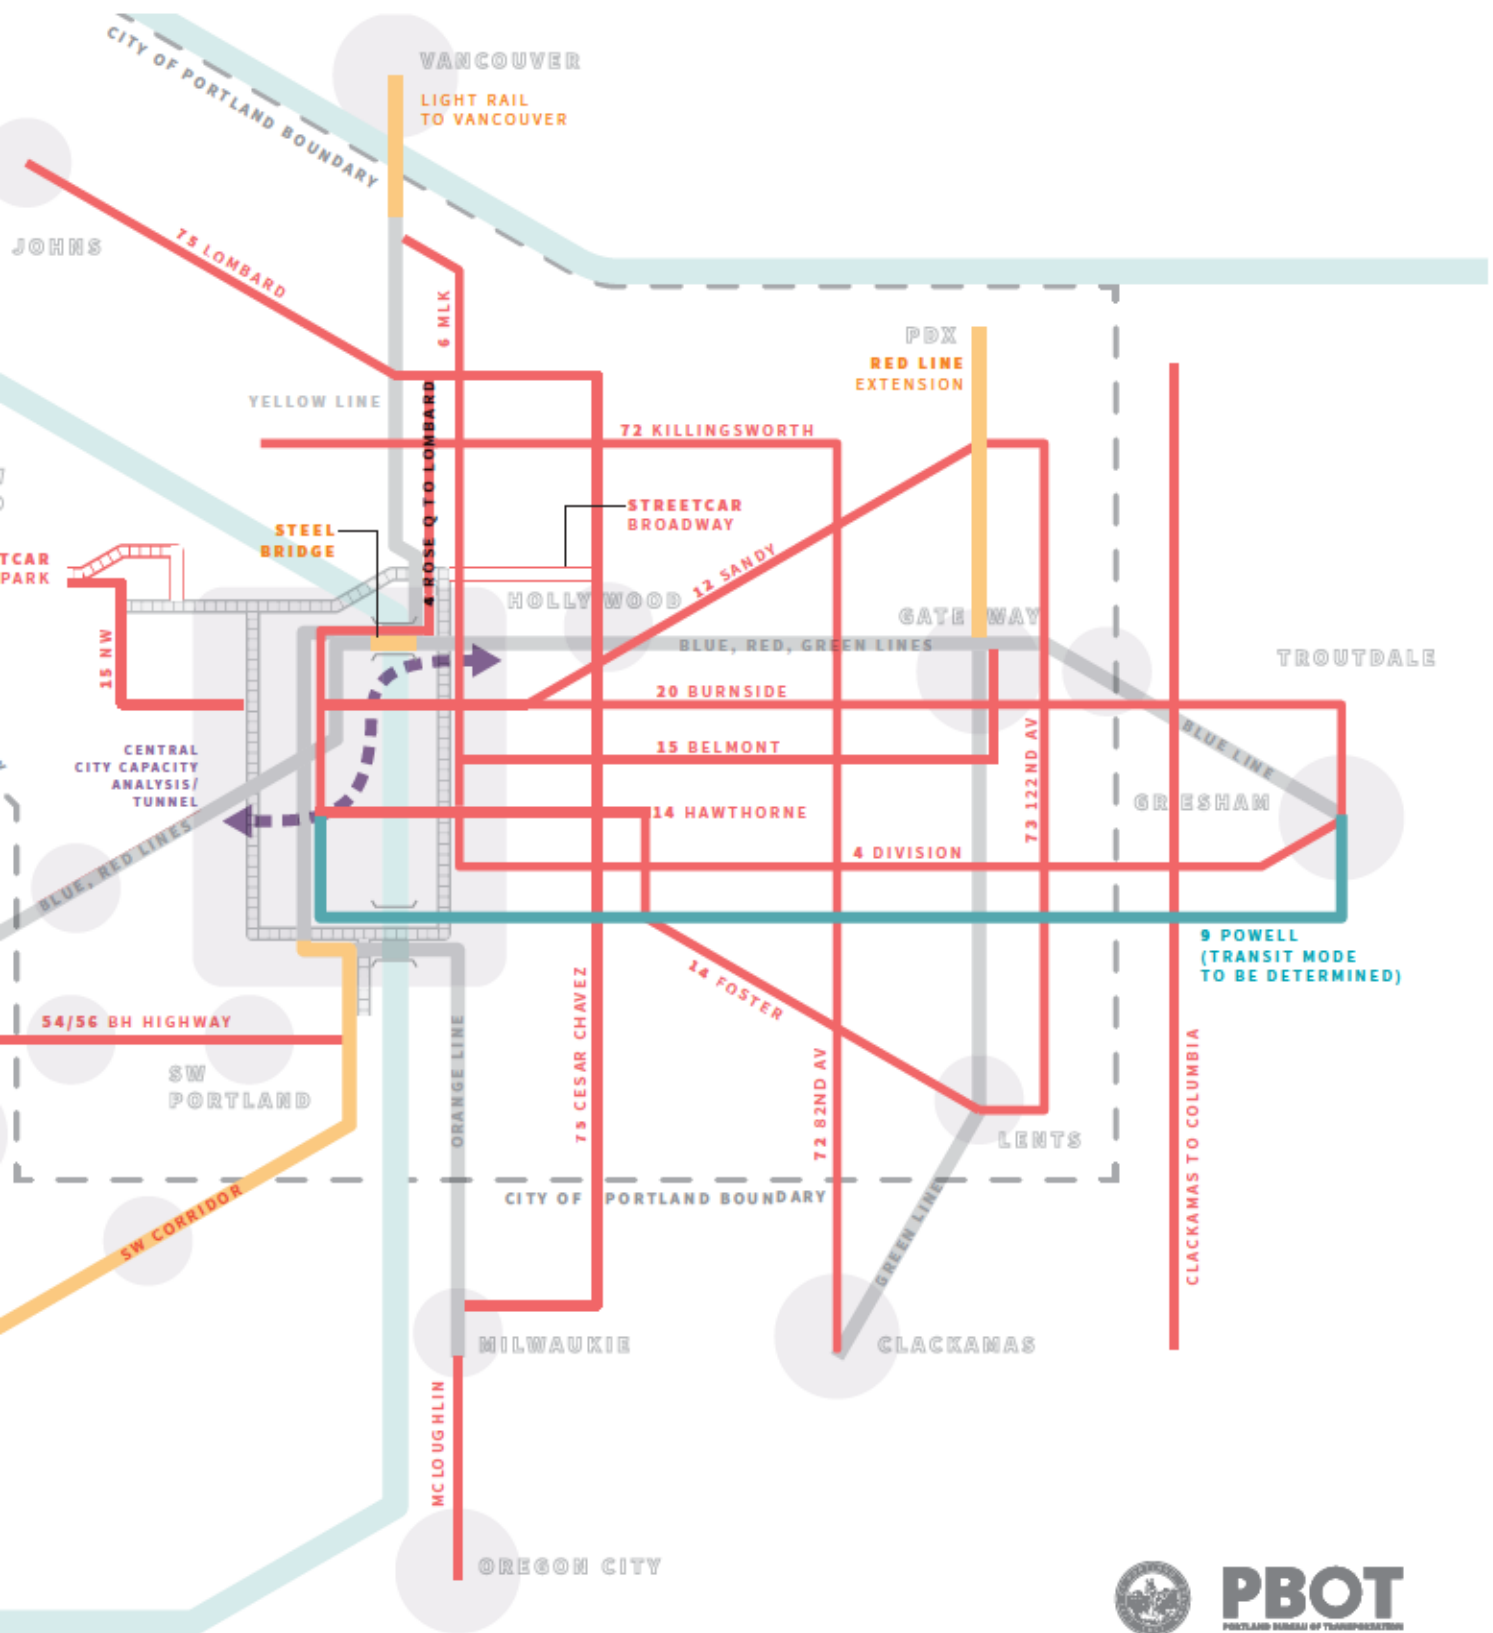 CITY OF PORTLAND BOUNDARY
VANCOUVER
LIGHT RAIL
TO VANCOUVER
JOHNS
75 LOMBARD
6 MLK
PDX
RED LINE
EXTENSION
YELLOW LINE
4 ROSE Q TO LOMBARD
72 KILLINGSWORTH
STREETCAR
BROADWAY
STEEL
BRIDGE
TCAR
PARK
12 SANDY
HOLLYWOOD
GATEWAY
BLUE, RED, GREEN LINES
TROUTDALE
15 NW
20 BURNSIDE
BLUE LINE
15 BELMONT
CENTRAL
CITY CAPACITY
ANALYSIS/
TUNNEL
73 122ND AV
GRESHAM
14 HAWTHORNE
4 DIVISION
BLUE, RED LINES
9 POWELL
(TRANSIT MODE
TO BE DETERMINED)
14 FOSTER
75 CESAR CHAVEZ
54/56 BH HIGHWAY
ORANGE LINE
72 82ND AV
CLACKAMAS TO COLUMBIA
SW
PORTLAND
LENTS
SW CORRIDOR
CITY OF PORTLAND BOUNDARY
GREEN LINE
MILWAUKIE
CLACKAMAS
MCLOUGHLIN
OREGON CITY
PBOT
PORTLAND BUREAU OF TRANSPORTATION